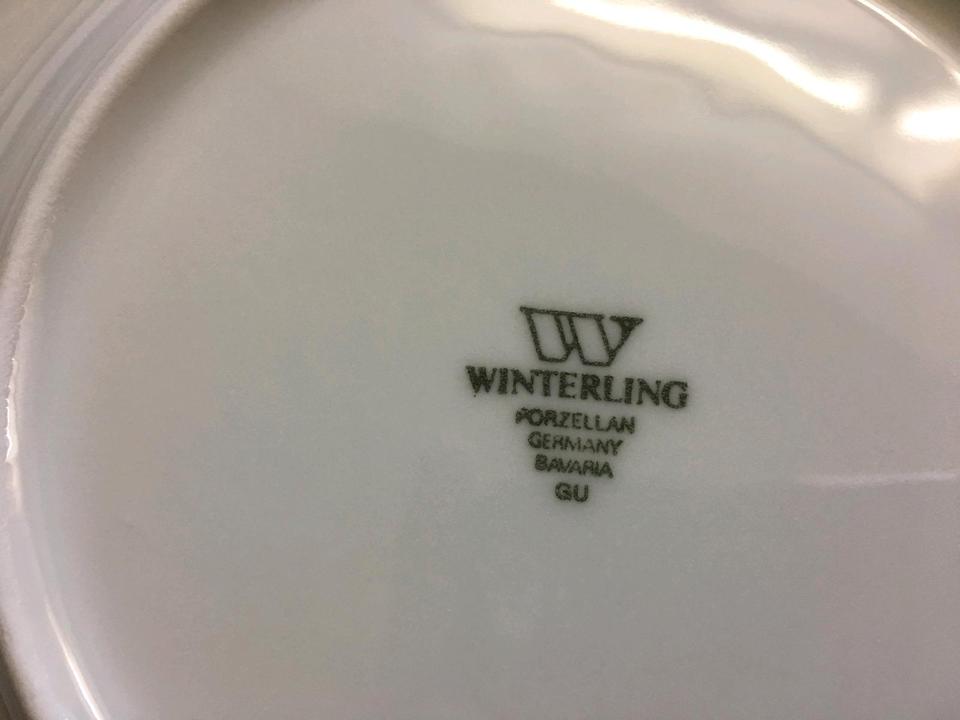 W
WINTERLING
PORZELLAN
GERMANY
BAVARIA
GU